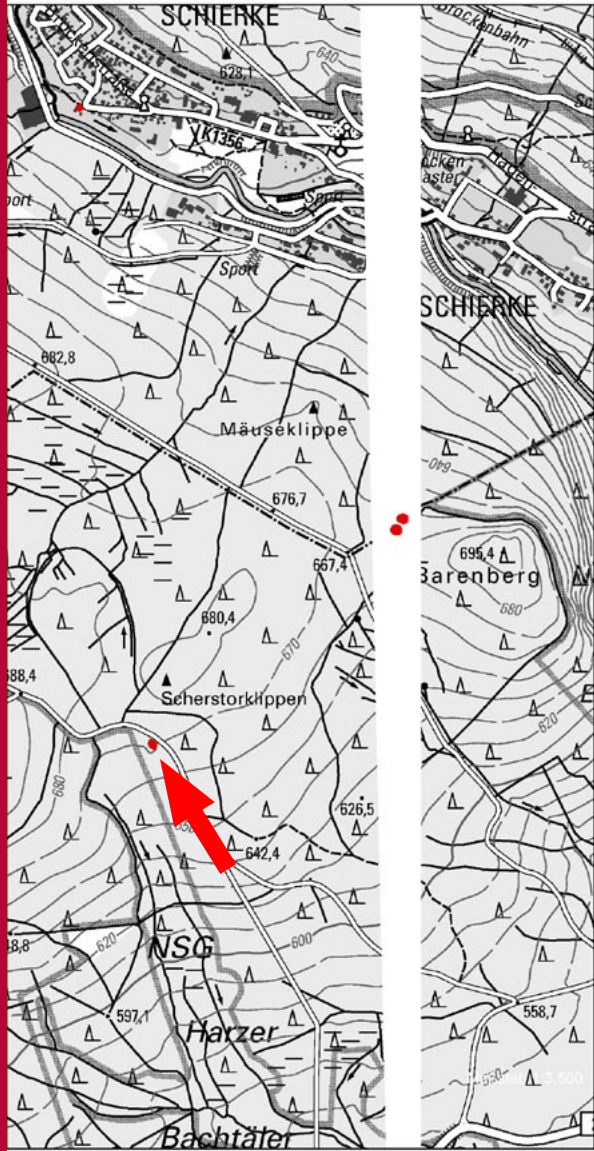 SCHIERKE
Brockenbahn
Brockenstraße
628,1
640
K1356
Sport
Sport
SCHIERKE
682,8
Mäuseklippe
640
676,7
667,4
695,4
Barenberg
680
680,4
670
688,4
Scherstorklippen
620
680
626,5
642,4
NSG
600
620
597,1
558,7
Harzer
Bachtäler